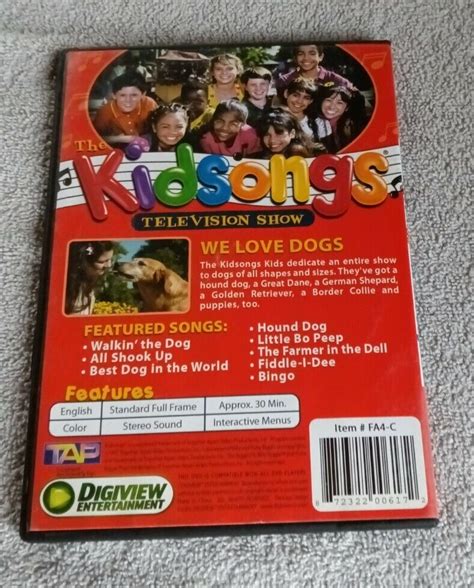 The
Kidsongs®
TELEVISION SHOW
WE LOVE DOGS
The Kidsongs Kids dedicate an entire show
to dogs of all shapes and sizes. They've got a
hound dog, a Great Dane, a German Shepard,
a Golden Retriever, a Border Collie and
puppies, too.
FEATURED SONGS:
• Walkin' the Dog
• All Shook Up
• Best Dog in the World
• Hound Dog
• Little Bo Peep
• The Farmer in the Dell
• Fiddle-I-Dee
• Bingo
Features
English Standard Full Frame Approx. 30 Min.
Color Stereo Sound Interactive Menus
TAP
DIGIVIEW
ENTERTAINMENT
Item # FA4-C
8 72322 00617 2